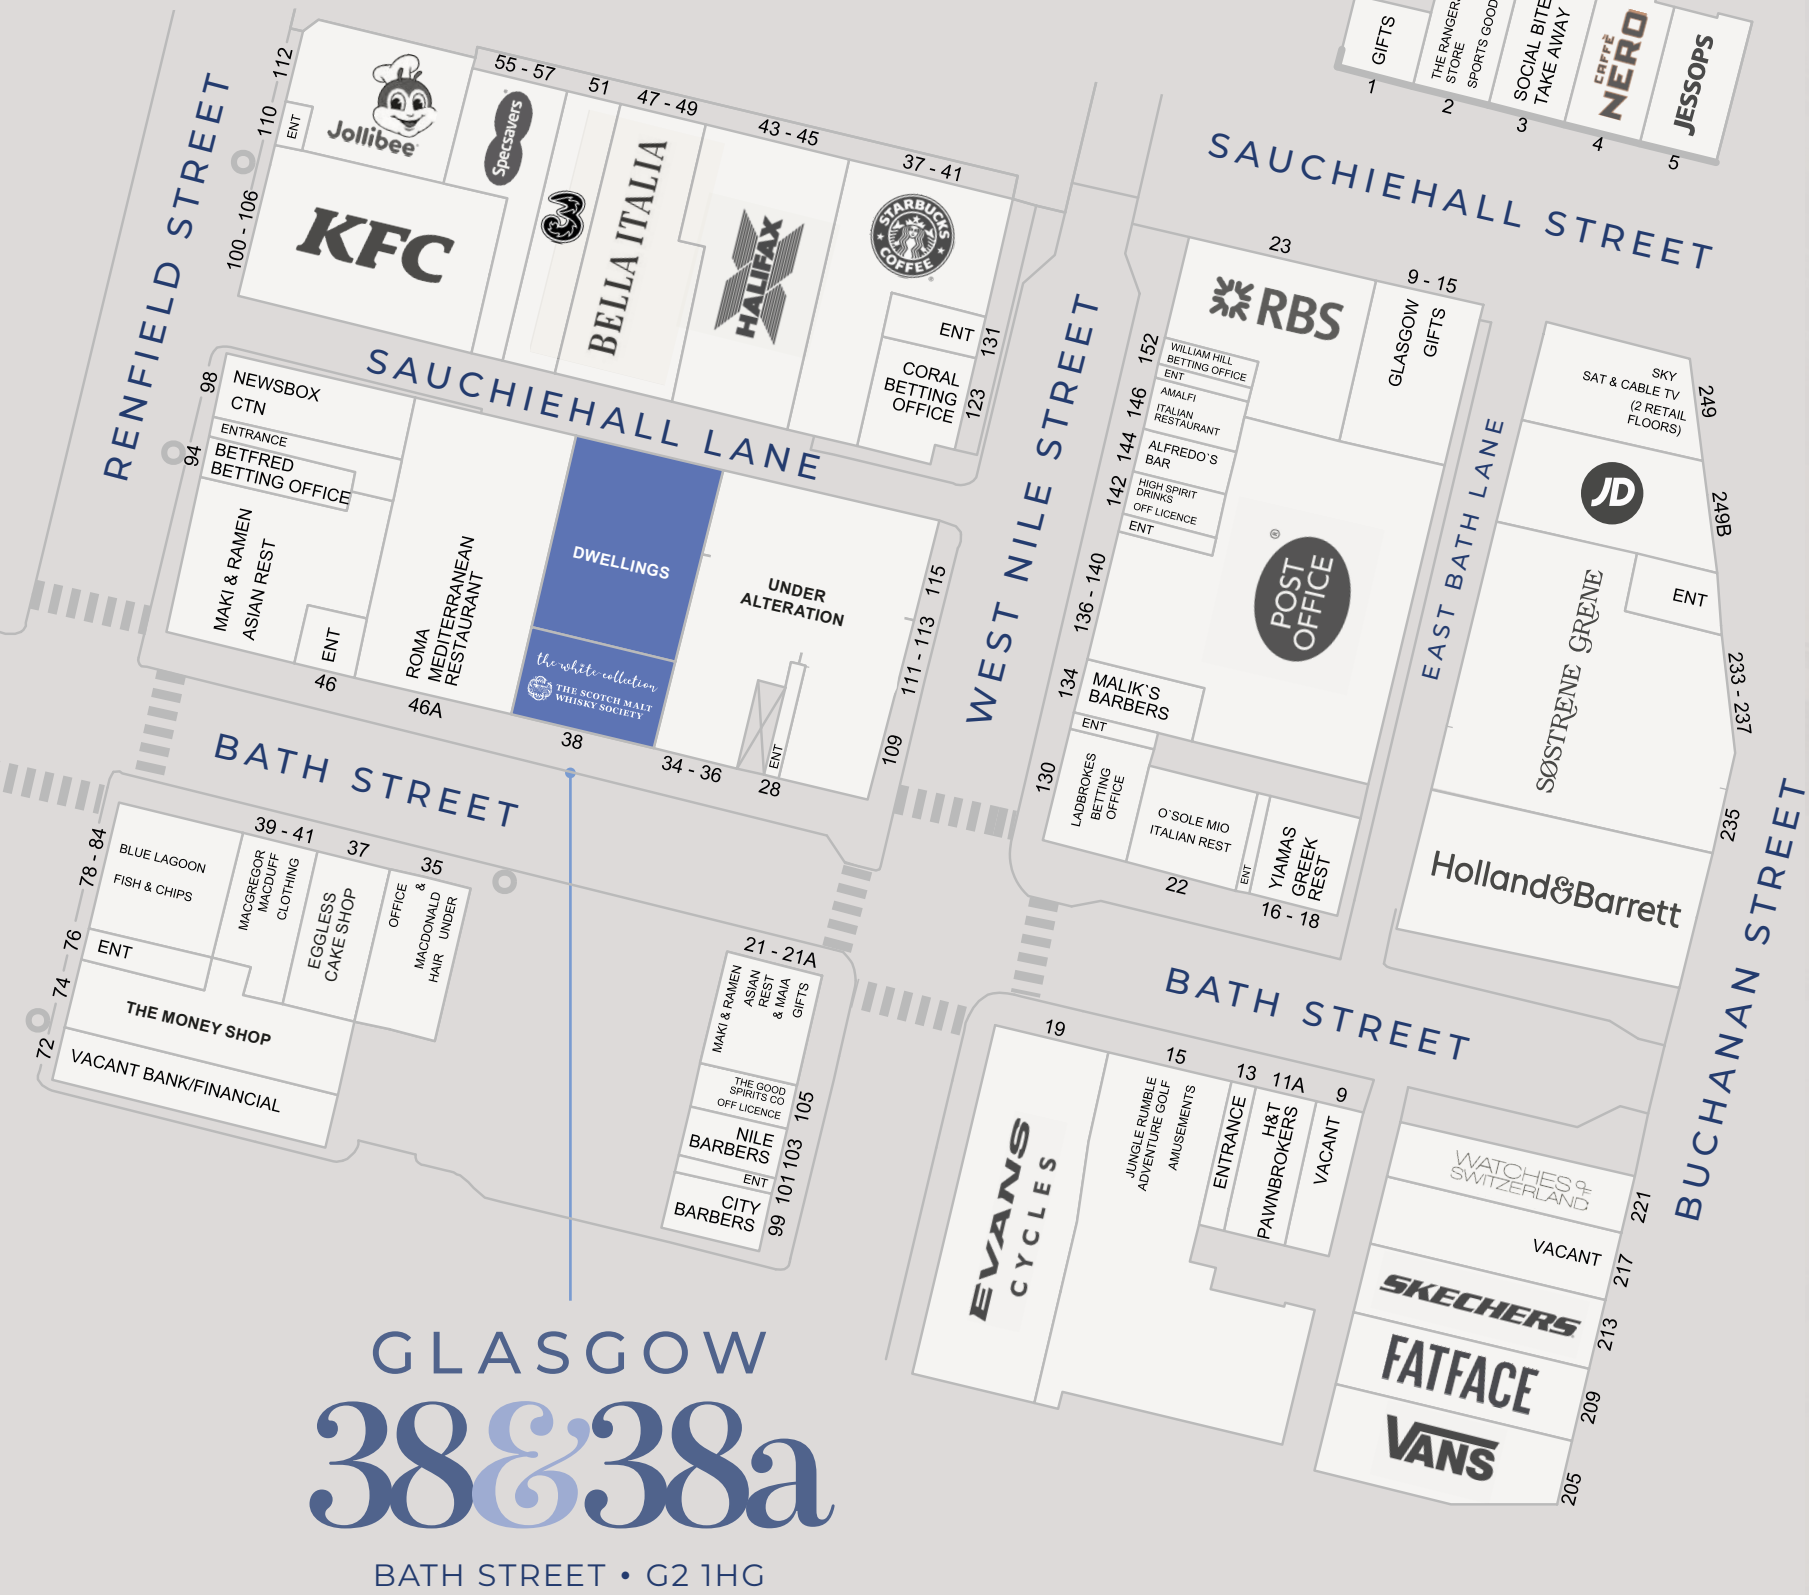 GIFTS
THE RANGERS
STORE
SPORTS GOODS
SOCIAL BITE
TAKE AWAY
CAFFÈ
NERO
JESSOPS
1
2
3
4
5
SAUCHIEHALL STREET
RENFIELD STREET
112
110
100 - 106
ENT
Jollibee
55 - 57
Specsavers
51
3
47 - 49
BELLA ITALIA
43 - 45
HALIFAX
37 - 41
STARBUCKS
COFFEE
KFC
ENT
131
CORAL
BETTING
OFFICE
123
SAUCHIEHALL LANE
98
NEWSBOX
CTN
ENTRANCE
94
BETFRED
BETTING OFFICE
MAKI & RAMEN
ASIAN REST
ENT
46
ROMA
MEDITERRANEAN
RESTAURANT
46A
DWELLINGS
the white collection
THE SCOTCH MALT
WHISKY SOCIETY
38
UNDER
ALTERATION
ENT
34 - 36
28
115
111 - 113
109
WEST NILE STREET
23
RBS
9 - 15
GLASGOW
GIFTS
152
WILLIAM HILL
BETTING OFFICE
ENT
146
AMALFI
ITALIAN
RESTAURANT
144
ALFREDO`S
BAR
142
HIGH SPIRIT
DRINKS
OFF LICENCE
ENT
136 - 140
POST
OFFICE
134
MALIK`S
BARBERS
ENT
130
LADBROKES
BETTING
OFFICE
O`SOLE MIO
ITALIAN REST
22
ENT
YIAMAS
GREEK
REST
16 - 18
EAST BATH LANE
SKY
SAT & CABLE TV
(2 RETAIL
FLOORS)
249
JD
249B
ENT
SØSTRENE GRENE
233 - 237
235
Holland&Barrett
BUCHANAN STREET
BATH STREET
78 - 84
BLUE LAGOON
FISH & CHIPS
39 - 41
MACGREGOR
MACDUFF
CLOTHING
37
EGGLESS
CAKE SHOP
35
OFFICE
&
MACDONALD
HAIR UNDER
76
ENT
74
THE MONEY SHOP
72
VACANT BANK/FINANCIAL
21 - 21A
MAKI & RAMEN
ASIAN
REST
& MAIA
GIFTS
THE GOOD
SPIRITS CO
OFF LICENCE
105
NILE
BARBERS
103
ENT
101
CITY
BARBERS
99
BATH STREET
19
EVANS
CYCLES
15
JUNGLE RUMBLE
ADVENTURE GOLF
AMUSEMENTS
13
ENTRANCE
11A
H&T
PAWNBROKERS
9
VACANT
WATCHES OF
SWITZERLAND
221
VACANT
217
SKECHERS
213
FATFACE
209
VANS
205
GLASGOW
38&38a
BATH STREET • G2 1HG